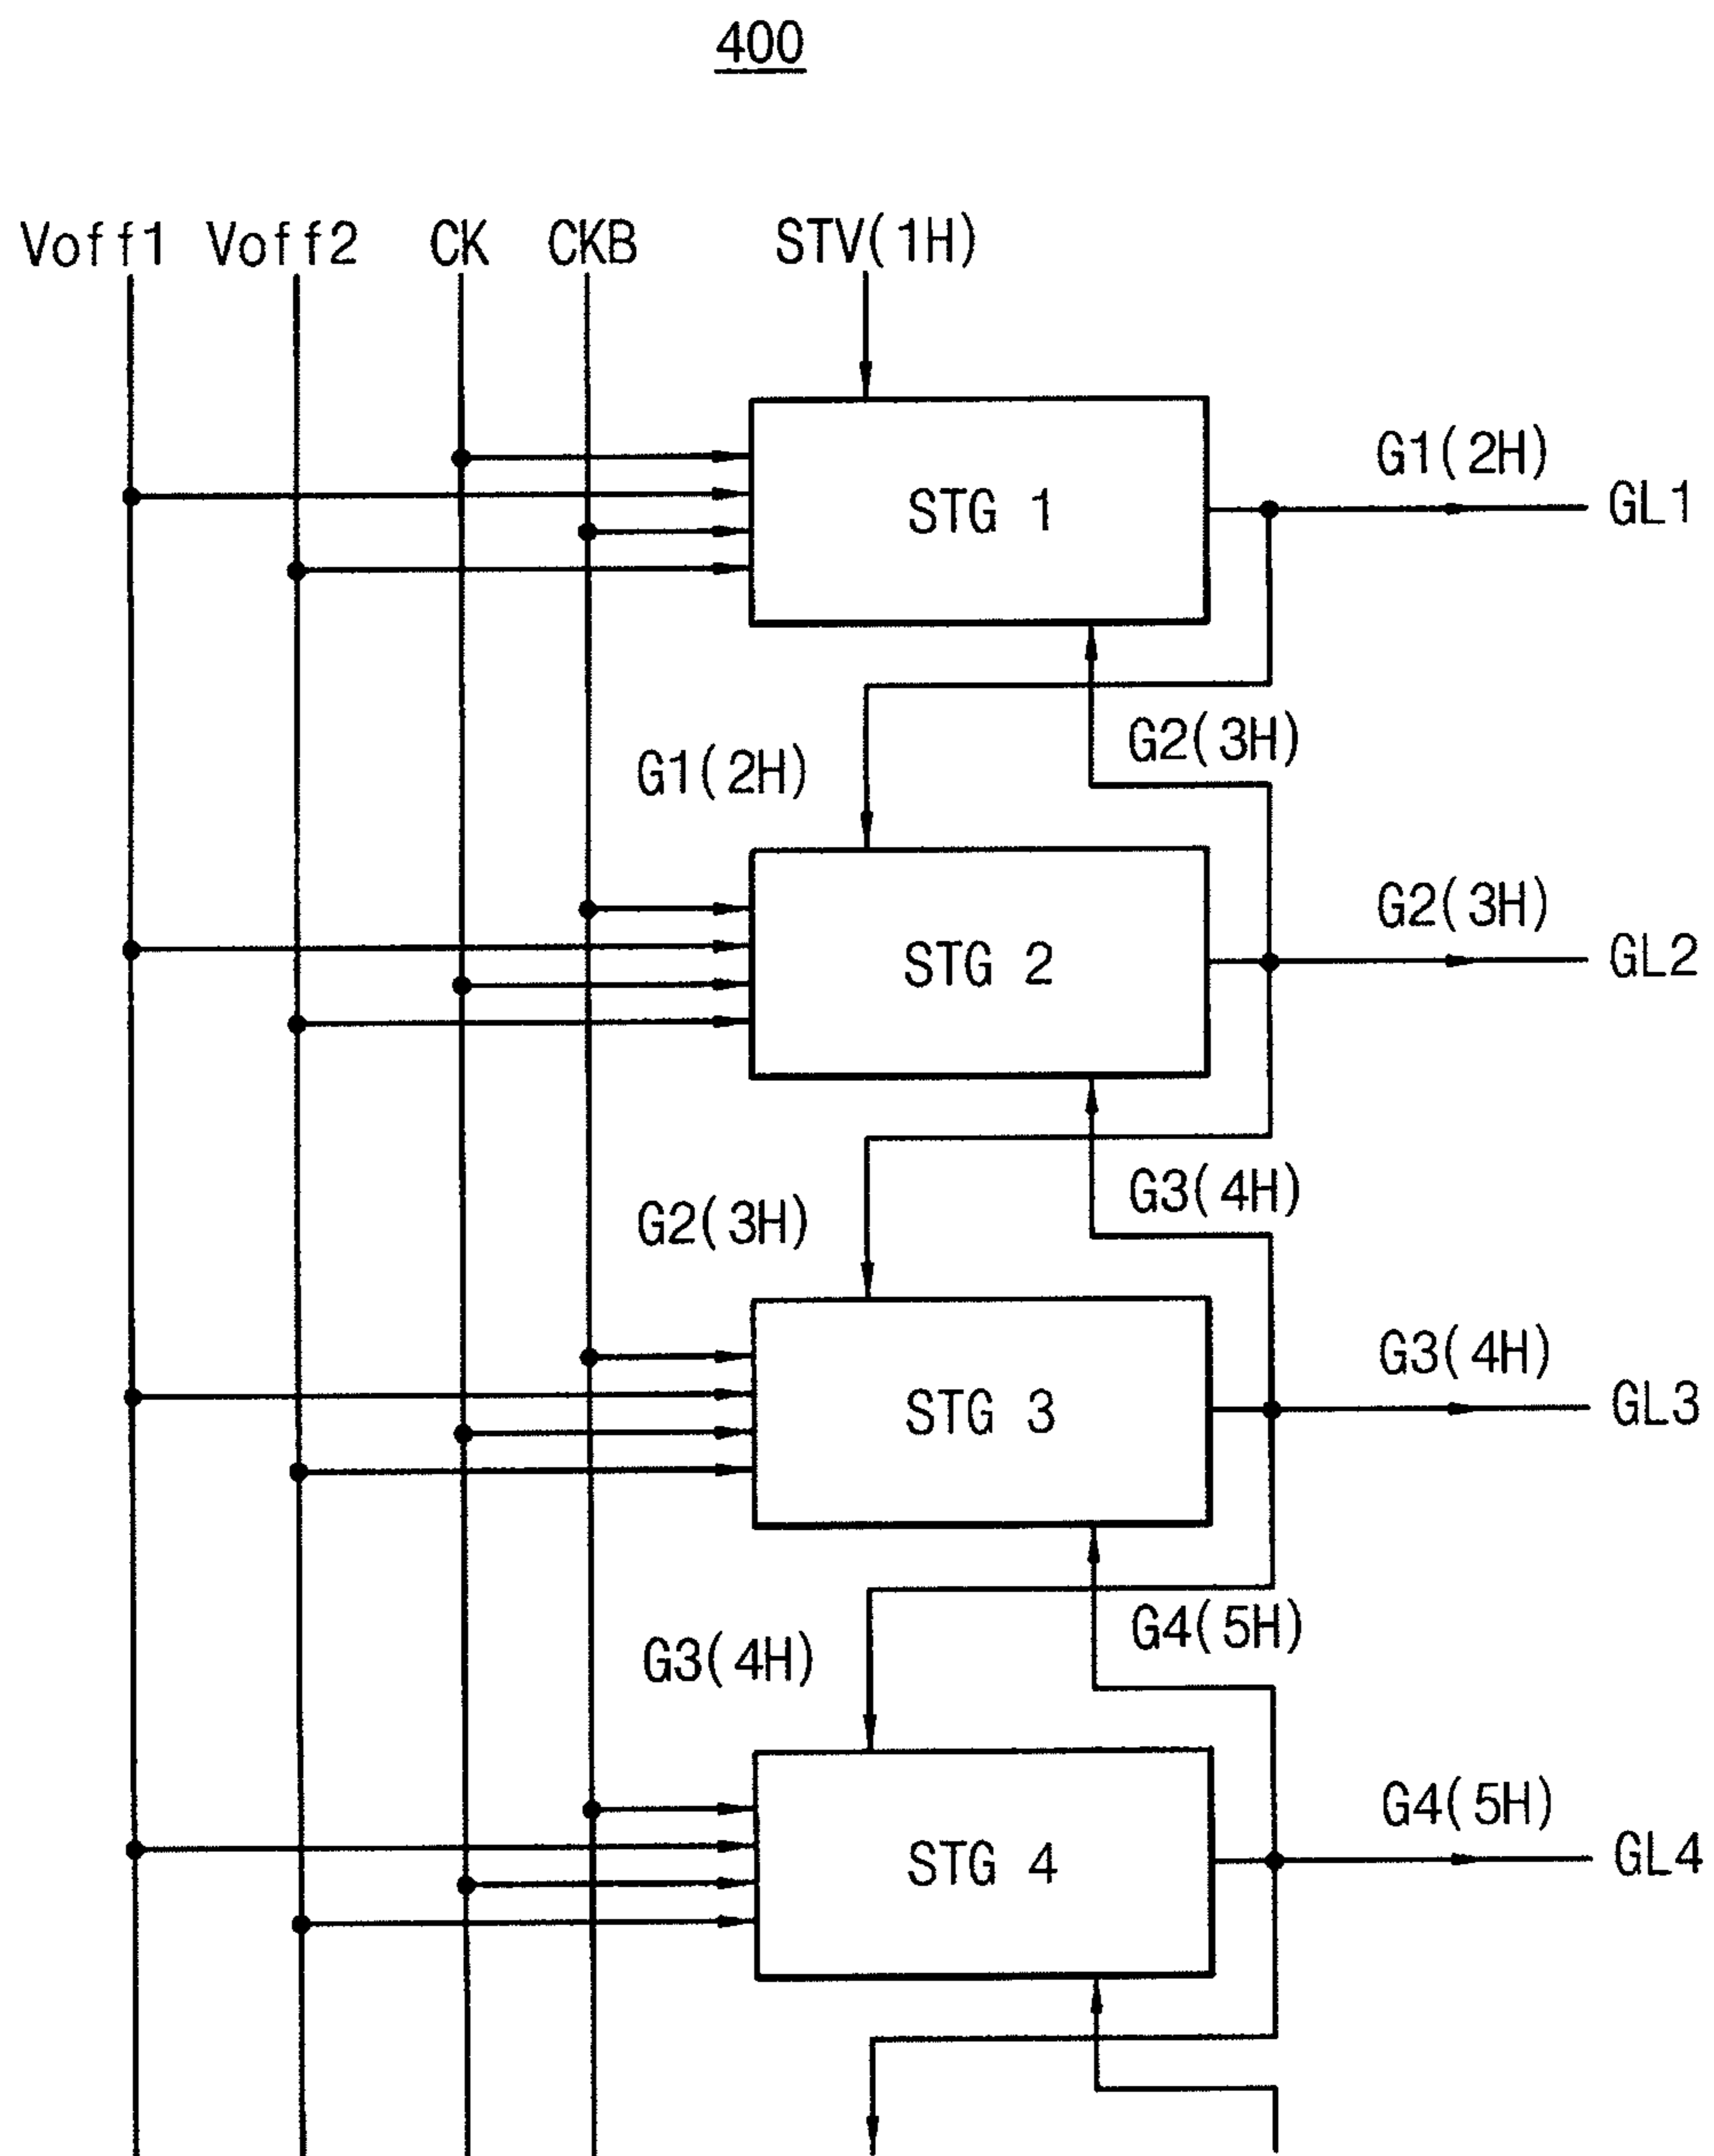 400
Voff1 Voff2 CK CKB STV(1H)
G1(2H)
STG 1
GL1
G2(3H)
G1(2H)
G2(3H)
STG 2
GL2
G3(4H)
G2(3H)
G3(4H)
STG 3
GL3
G4(5H)
G3(4H)
G4(5H)
STG 4
GL4